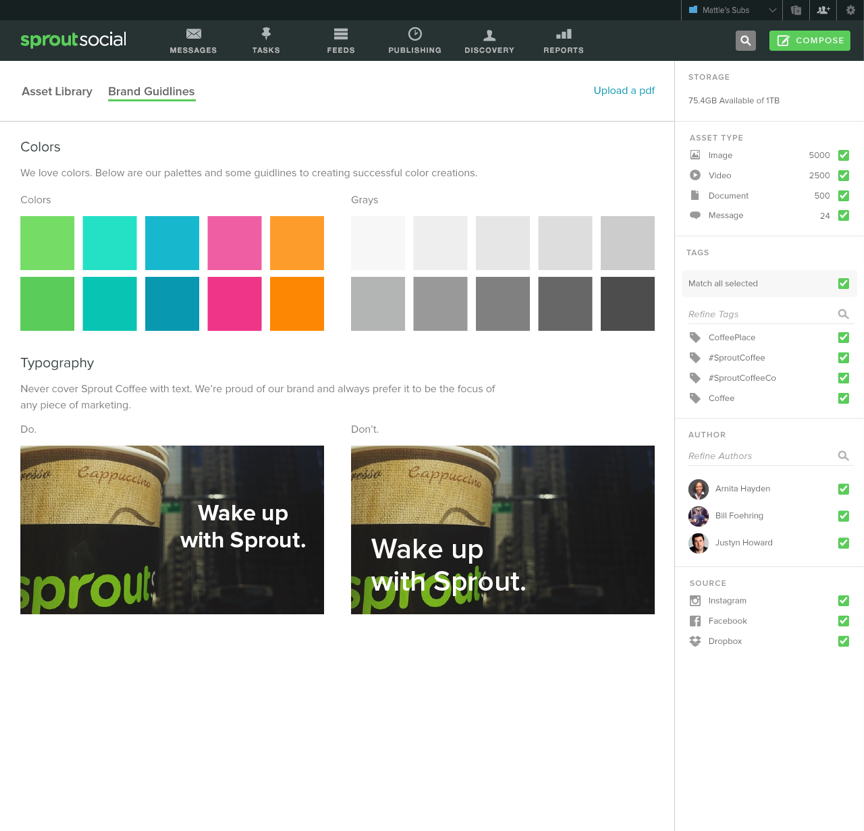 Mattie's Subs
sproutsocial
MESSAGES
TASKS
FEEDS
PUBLISHING
DISCOVERY
REPORTS
COMPOSE
Asset Library
Brand Guidlines
Upload a pdf
Colors
We love colors. Below are our palettes and some guidlines to creating successful color creations.
Colors
Grays
Typography
Never cover Sprout Coffee with text. We're proud of our brand and always prefer it to be the focus of
any piece of marketing.
Do.
Don't.
resso Cappuccino
Wake up
with Sprout.
sprout
resso Cappuccino
Wake up
with Sprout.
sprout
STORAGE
75.4GB Available of 1TB
ASSET TYPE
Image 5000
Video 2500
Document 500
Message 24
TAGS
Match all selected
Refine Tags
CoffeePlace
#SproutCoffee
#SproutCoffeeCo
Coffee
AUTHOR
Refine Authors
Arnita Hayden
Bill Foehring
Justyn Howard
SOURCE
Instagram
Facebook
Dropbox